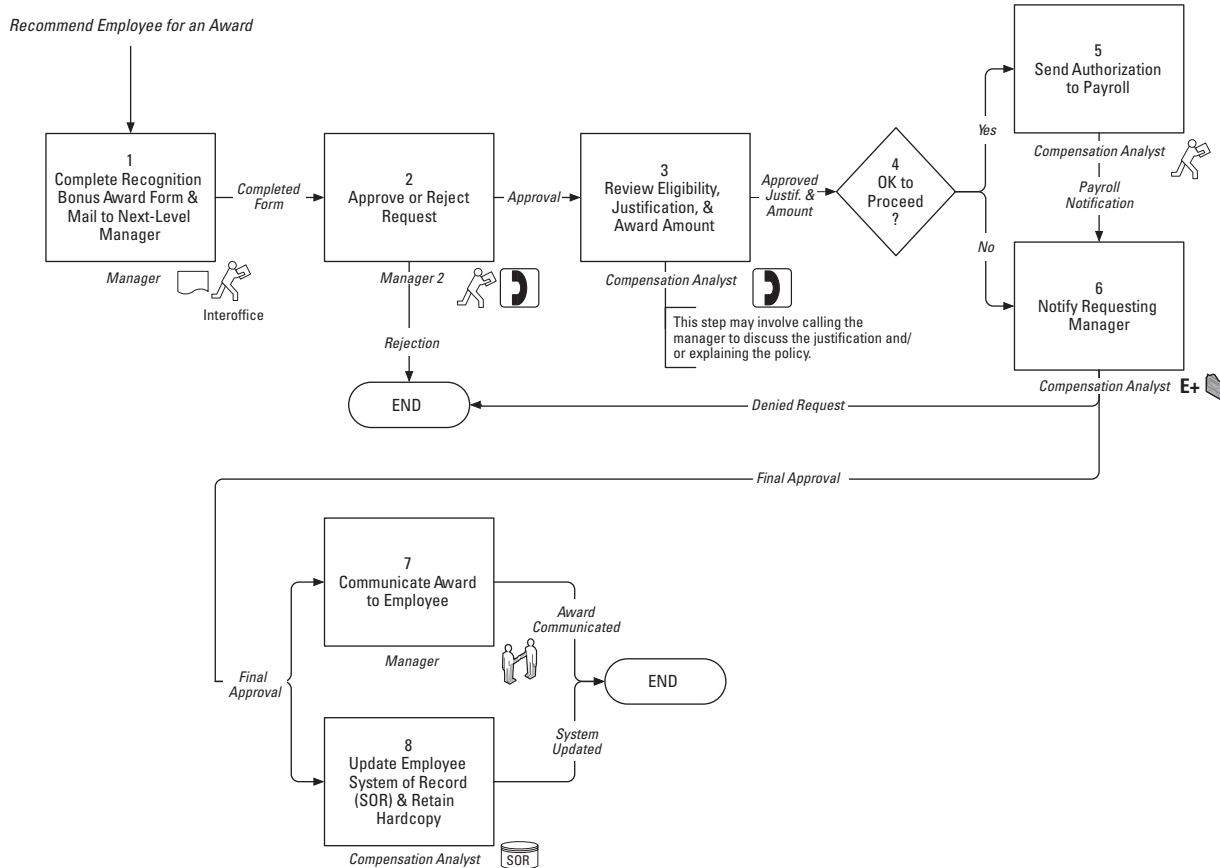 Recommend Employee for an Award
1
Complete Recognition
Bonus Award Form &
Mail to Next-Level
Manager
Manager
Interoffice
Completed
Form
2
Approve or Reject
Request
Manager 2
Approval
Rejection
END
3
Review Eligibility,
Justification, &
Award Amount
Compensation Analyst
This step may involve calling the
manager to discuss the justification and/
or explaining the policy.
Approved
Justif. &
Amount
4
OK to
Proceed
?
Yes
No
5
Send Authorization
to Payroll
Compensation Analyst
Payroll
Notification
6
Notify Requesting
Manager
Compensation Analyst
E+
Denied Request
Final Approval
Final
Approval
7
Communicate Award
to Employee
Manager
Award
Communicated
8
Update Employee
System of Record
(SOR) & Retain
Hardcopy
Compensation Analyst
SOR
System
Updated
END